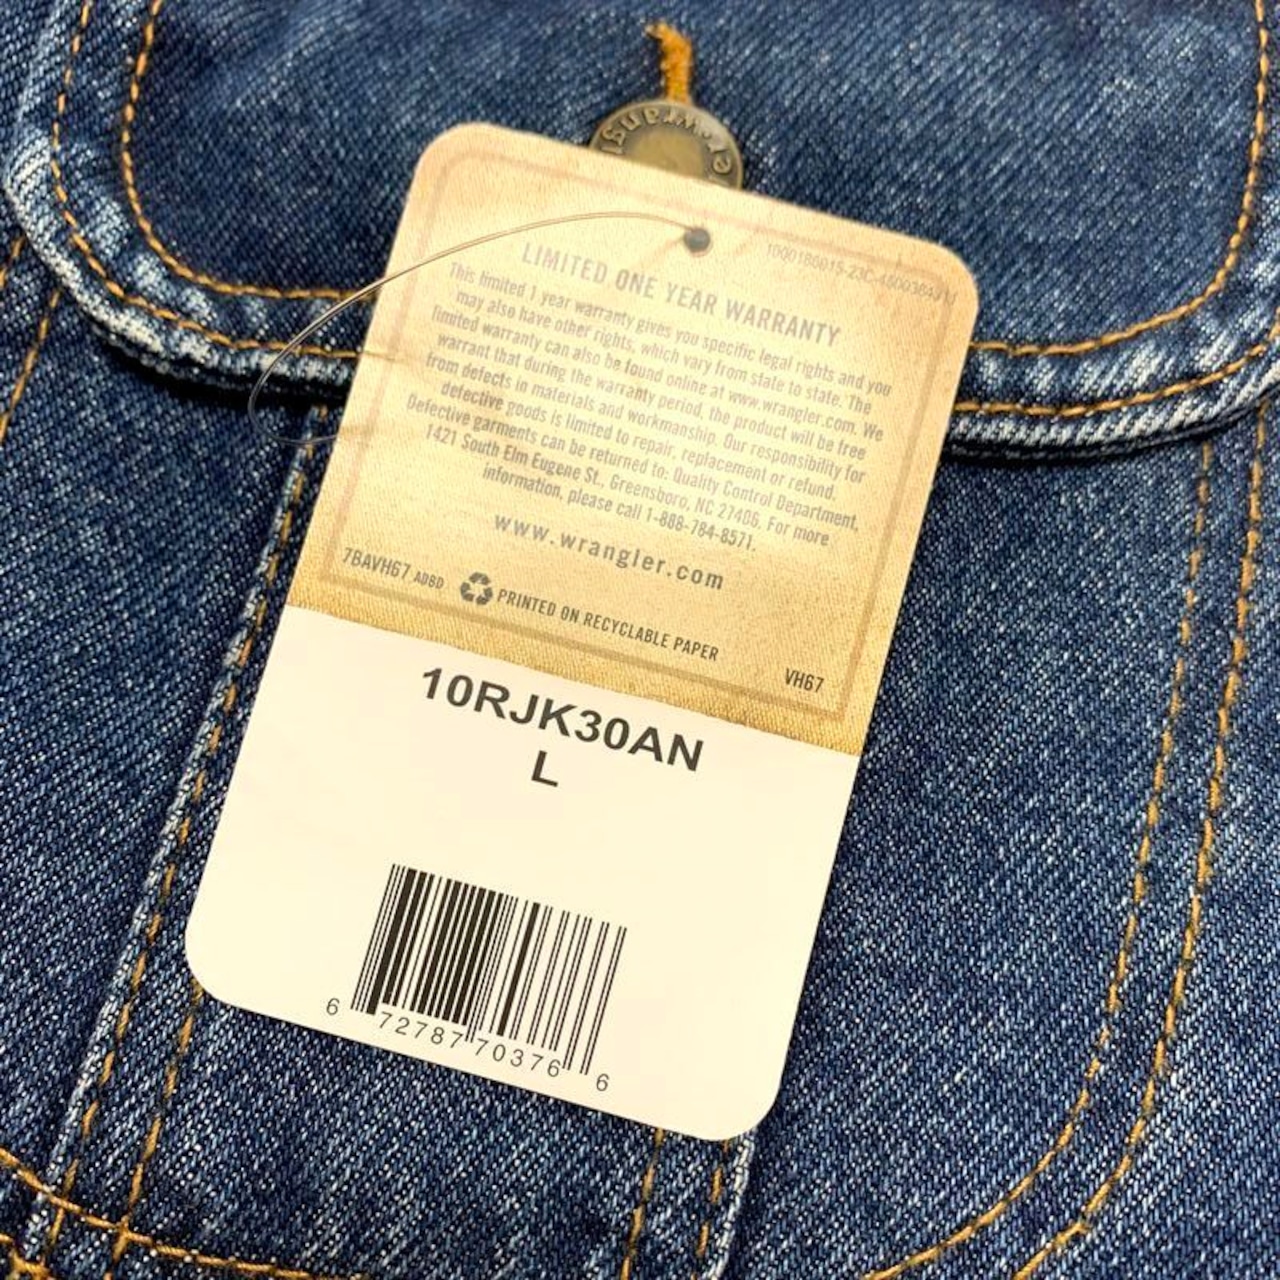 wrangler
LIMITED ONE YEAR WARRANTY
This limited 1 year warranty gives you specific legal rights and you
may also have other rights, which vary from state to state. The
limited warranty can also be found online at www.wrangler.com. We
warrant that during the warranty period, the product will be free
from defects in materials and workmanship. Our responsibility for
defective goods is limited to repair, replacement or refund.
Defective garments can be returned to: Quality Control Department,
1421 South Elm Eugene St., Greensboro, NC 27406. For more
information, please call 1-888-784-8571.
www.wrangler.com
7BAVH67 ADBD PRINTED ON RECYCLABLE PAPER VH67
10RJK30AN
L
6 72787 70376 6